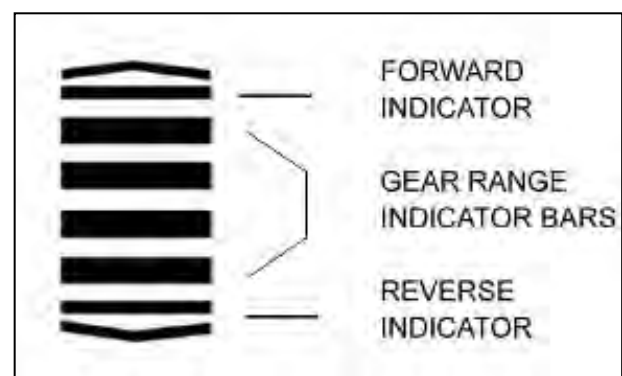 FORWARD
INDICATOR
GEAR RANGE
INDICATOR BARS
REVERSE
INDICATOR